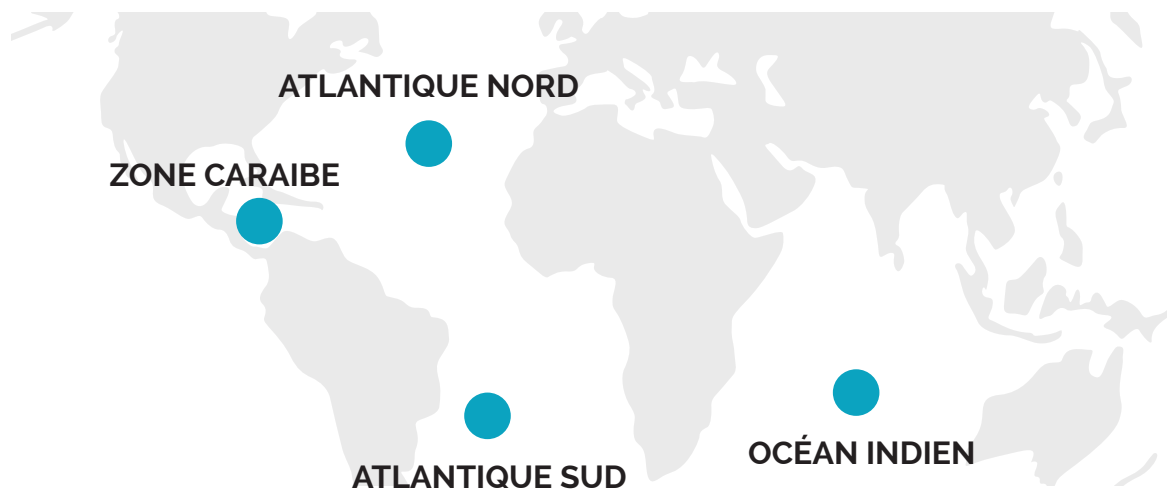 ATLANTIQUE NORD
ZONE CARAIBE
OCÉAN INDIEN
ATLANTIQUE SUD